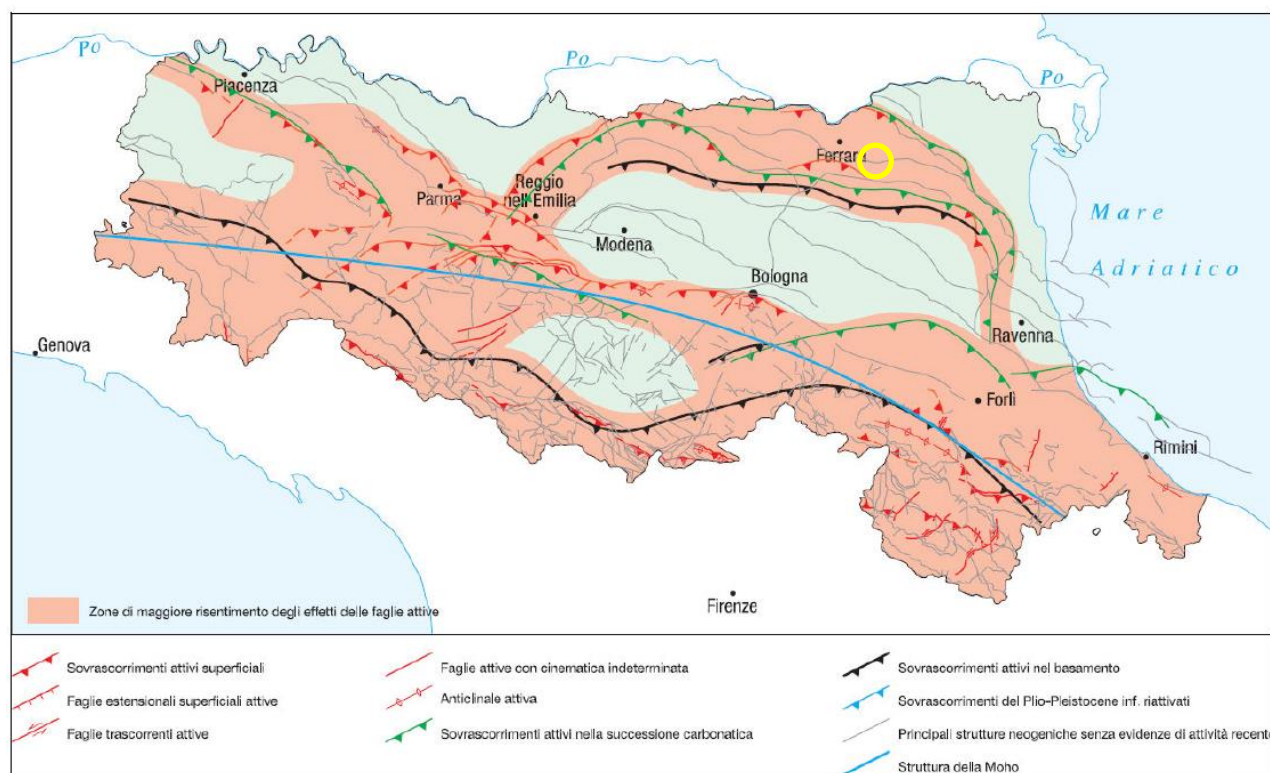 Po
Po
Po
Piacenza
Ferrara
Parma
Reggio
nell'Emilia
Modena
Bologna
Mare
Adriatico
Ravenna
Genova
Forlì
Rimini
Firenze
Zone di maggiore risentimento degli effetti delle faglie attive
Sovrascorrimenti attivi superficiali
Faglie estensionali superficiali attive
Faglie trascorrenti attive
Faglie attive con cinematica indeterminata
Anticlinale attiva
Sovrascorrimenti attivi nella successione carbonatica
Sovrascorrimenti attivi nel basamento
Sovrascorrimenti del Plio-Pleistocene inf. riattivati
Principali strutture neogeniche senza evidenze di attività recente
Struttura della Moho